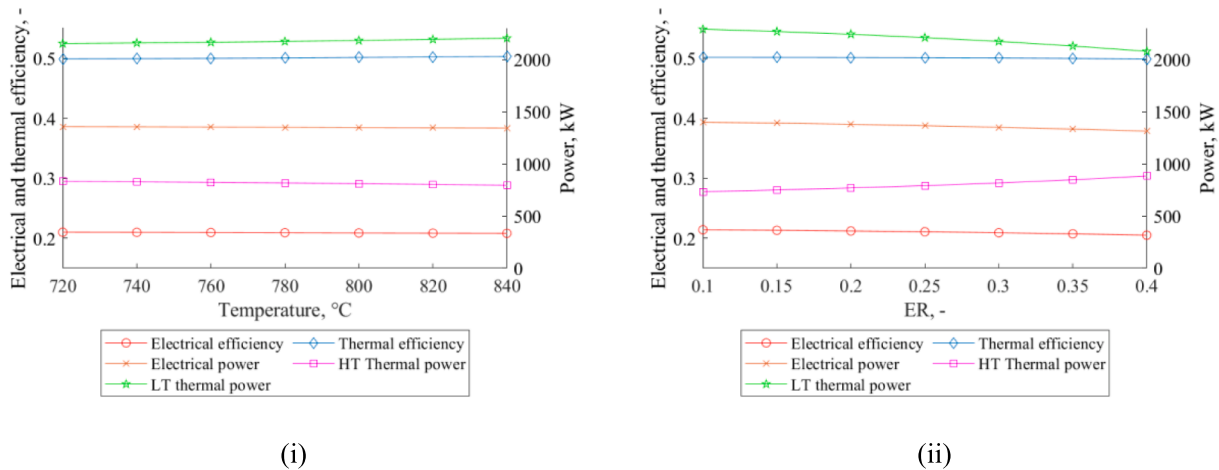 Electrical and thermal efficiency, -
0.5
0.4
0.3
0.2
2000
1500
1000
500
0
Power, kW
720 740 760 780 800 820 840
Temperature, °C
Electrical efficiency Thermal efficiency
Electrical power HT Thermal power
LT thermal power
(i)
Electrical and thermal efficiency, -
0.5
0.4
0.3
0.2
2000
1500
1000
500
0
Power, kW
0.1 0.15 0.2 0.25 0.3 0.35 0.4
ER, -
Electrical efficiency Thermal efficiency
Electrical power HT Thermal power
LT thermal power
(ii)